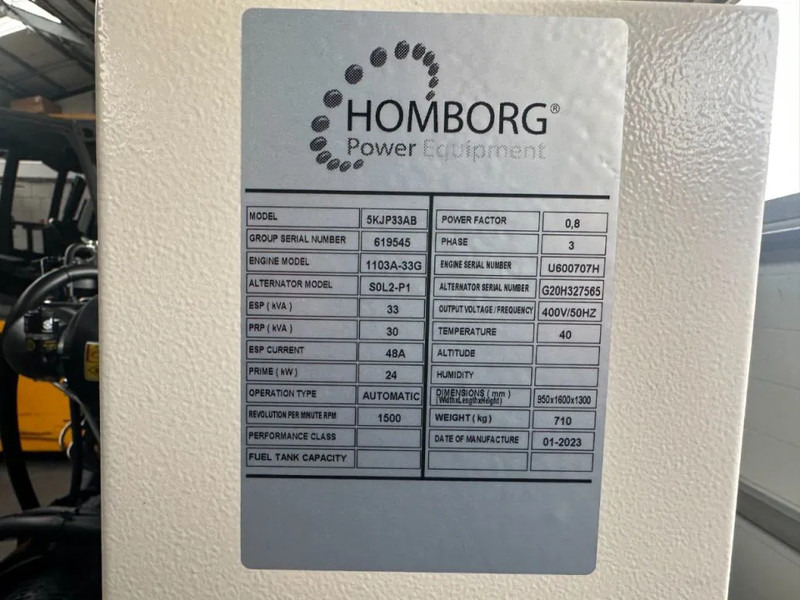 HOMBORG®
Power Equipment
MODEL 5KJP33AB
GROUP SERIAL NUMBER 619545
ENGINE MODEL 1103A-33G
ALTERNATOR MODEL S0L2-P1
ESP ( kVA ) 33
PRP ( kVA ) 30
ESP CURRENT 48A
PRIME ( kW ) 24
OPERATION TYPE AUTOMATIC
REVOLUTION PER MINUTE RPM 1500
PERFORMANCE CLASS
FUEL TANK CAPACITY
POWER FACTOR 0,8
PHASE 3
ENGINE SERIAL NUMBER U600707H
ALTERNATOR SERIAL NUMBER G20H327565
OUTPUT VOLTAGE / FREQUENCY 400V/50HZ
TEMPERATURE 40
ALTITUDE
HUMIDITY
DIMENSIONS ( mm ) 950x1600x1300
(WidthxLengthxHeight)
WEIGHT ( kg ) 710
DATE OF MANUFACTURE 01-2023